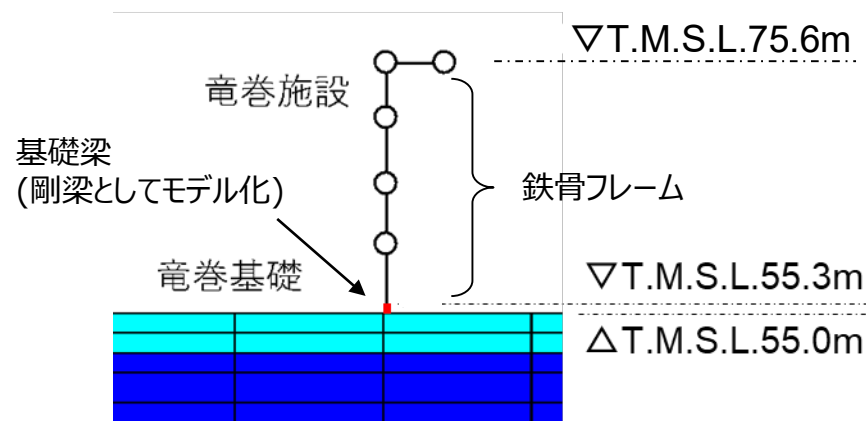 ▽T.M.S.L.75.6m
竜巻施設
基礎梁
(剛梁としてモデル化)
鉄骨フレーム
竜巻基礎
▽T.M.S.L.55.3m
△T.M.S.L.55.0m